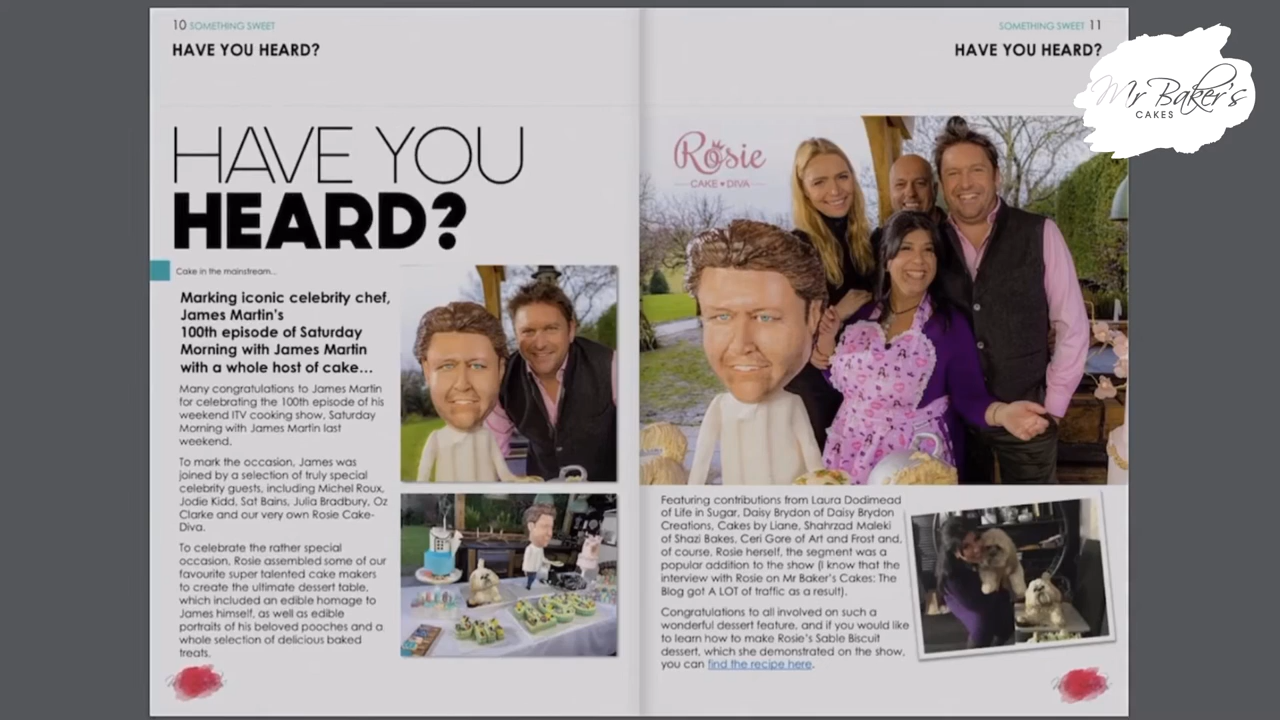 10 SOMETHING SWEET
HAVE YOU HEARD?
HAVE YOU
HEARD?
Cake in the mainstream...
Marking iconic celebrity chef,
James Martin's
100th episode of Saturday
Morning with James Martin
with a whole host of cake...
Many congratulations to James Martin
for celebrating the 100th episode of his
weekend ITV cooking show, Saturday
Morning with James Martin last
weekend.
To mark the occasion, James was
joined by a selection of truly special
celebrity guests, including Michel Roux,
Jodie Kidd, Sat Bains, Julia Bradbury, Oz
Clarke and our very own Rosie Cake-
Diva.
To celebrate the rather special
occasion, Rosie assembled some of our
favourite super talented cake makers
to create the ultimate dessert table,
which included an edible homage to
James himself, as well as edible
portraits of his beloved pooches and a
whole selection of delicious baked
treats.
SOMETHING SWEET 11
HAVE YOU HEARD?
Mr Baker's
CAKES
Rosie
CAKE DIVA
Featuring contributions from Laura Dodimead
of Life in Sugar, Daisy Brydon of Daisy Brydon
Creations, Cakes by Liane, Shahrzad Maleki
of Shazi Bakes, Ceri Gore of Art and Frost and,
of course, Rosie herself, the segment was a
popular addition to the show (I know that the
interview with Rosie on Mr Baker's Cakes: The
Blog got A LOT of traffic as a result).
Congratulations to all involved on such a
wonderful dessert feature, and if you would like
to learn how to make Rosie's Sable Biscuit
dessert, which she demonstrated on the show,
you can find the recipe here.